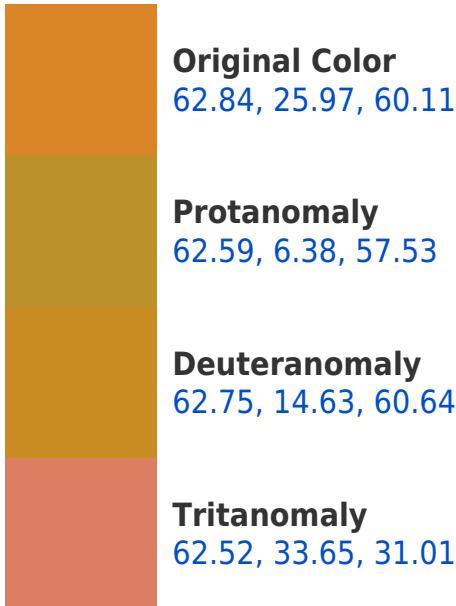 Original Color
62.84, 25.97, 60.11
Protanomaly
62.59, 6.38, 57.53
Deuteranomaly
62.75, 14.63, 60.64
Tritanomaly
62.52, 33.65, 31.01